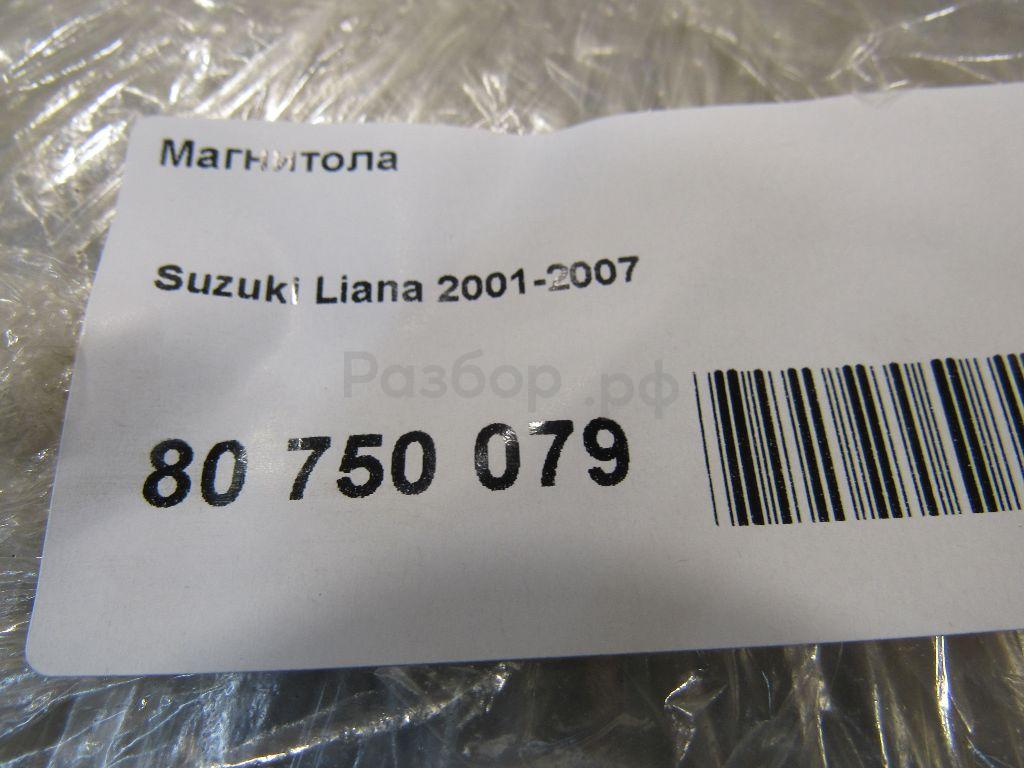 Магнитола
Suzuki Liana 2001-2007
Разбор.рф
80 750 079